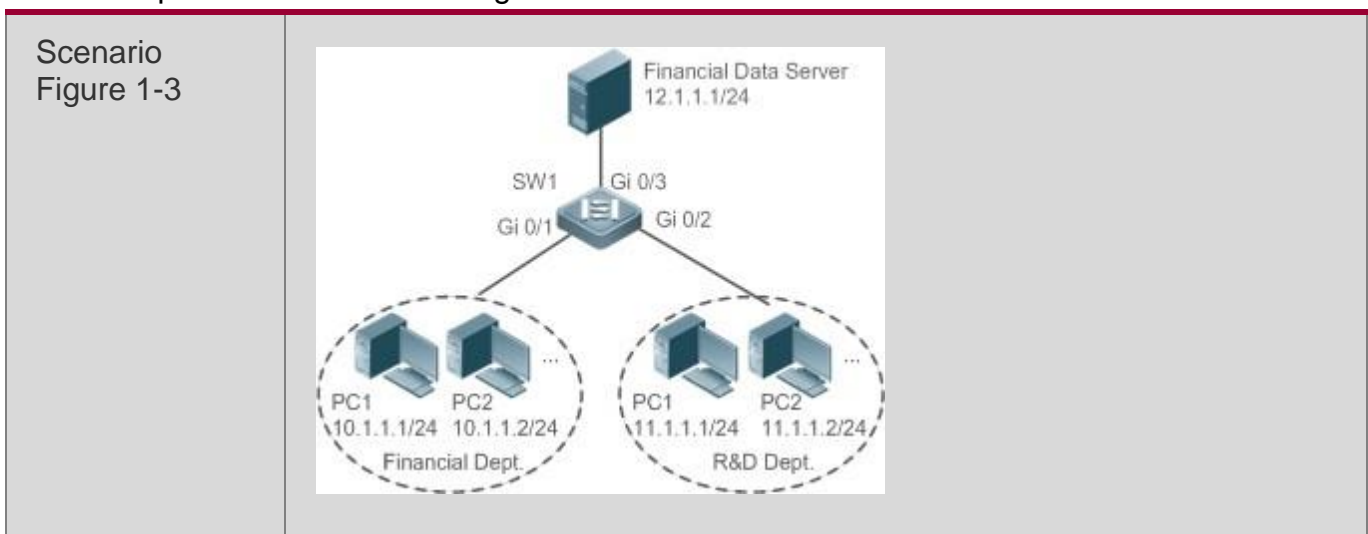 Scenario
Figure 1-3
Financial Data Server
12.1.1.1/24
SW1
Gi 0/3
Gi 0/1
Gi 0/2
...
...
PC1
PC2
10.1.1.1/24
10.1.1.2/24
Financial Dept.
PC1
PC2
11.1.1.1/24
11.1.1.2/24
R&D Dept.